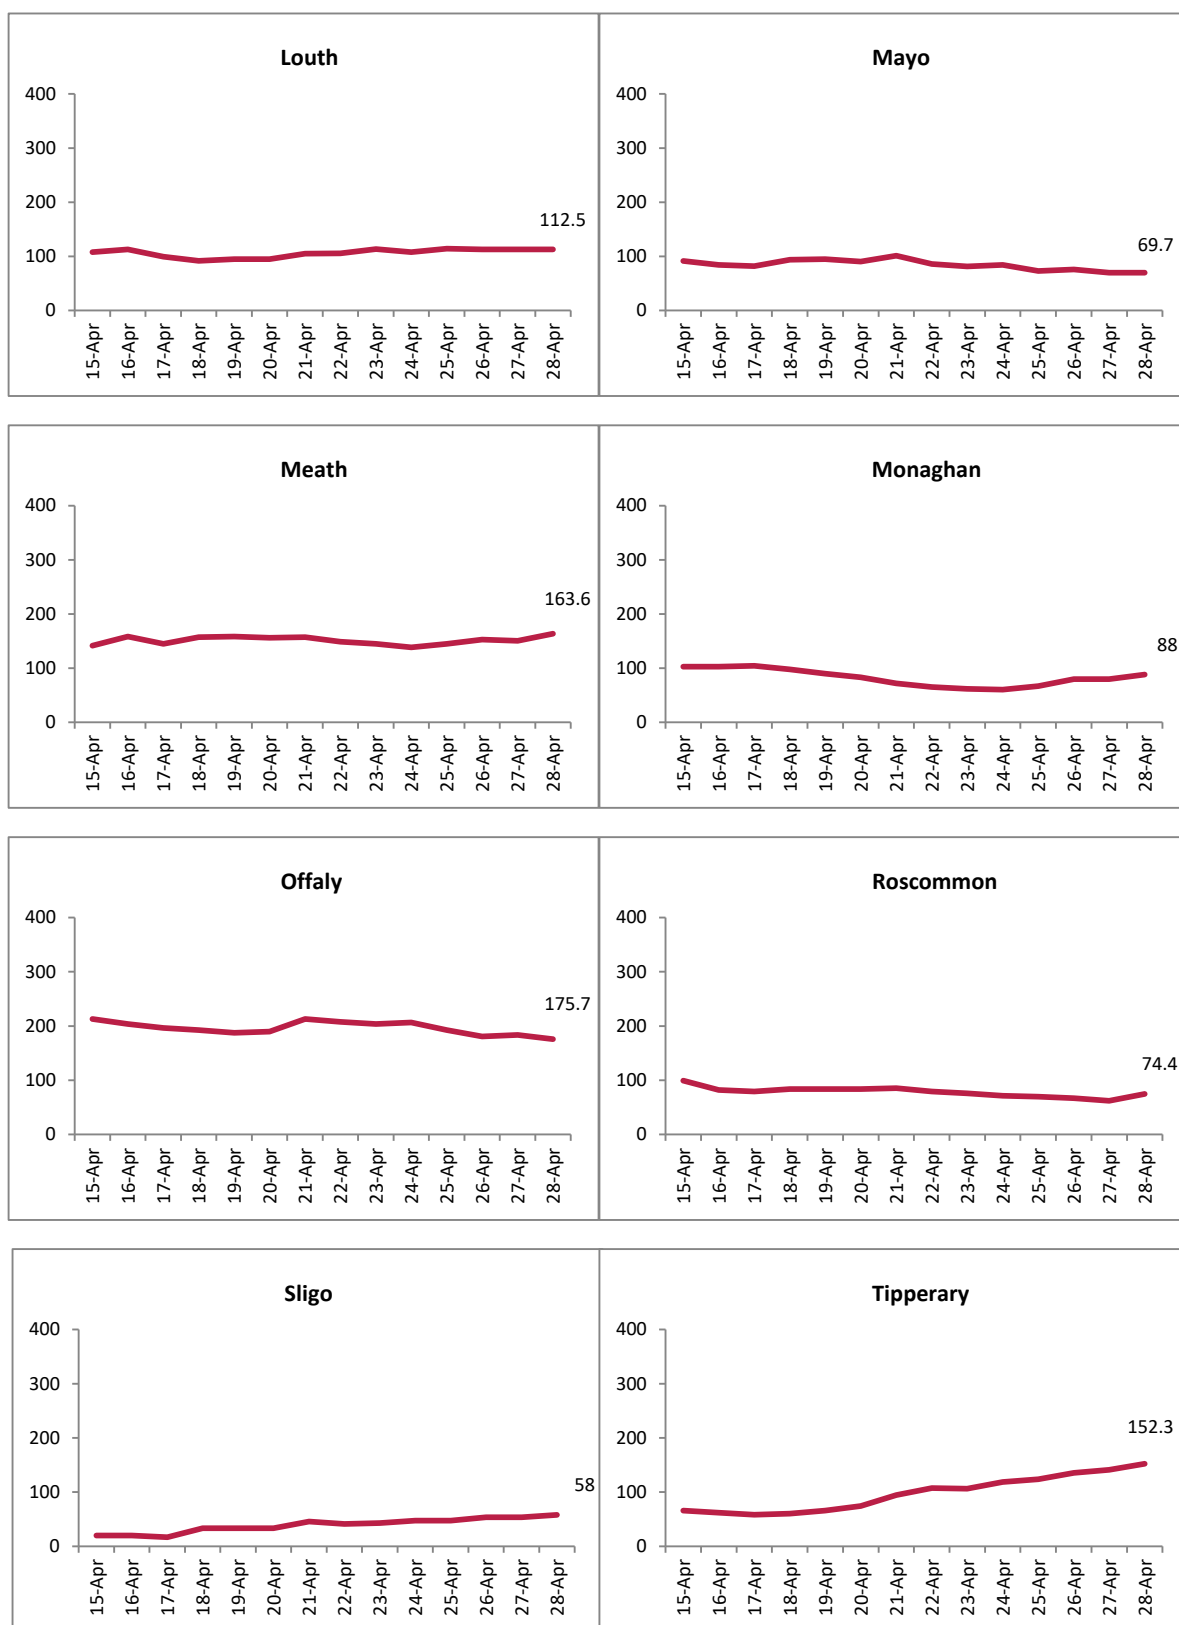 Louth
400
300
200
100
0
112.5
15-Apr
16-Apr
17-Apr
18-Apr
19-Apr
20-Apr
21-Apr
22-Apr
23-Apr
24-Apr
25-Apr
26-Apr
27-Apr
28-Apr
Mayo
400
300
200
100
0
69.7
15-Apr
16-Apr
17-Apr
18-Apr
19-Apr
20-Apr
21-Apr
22-Apr
23-Apr
24-Apr
25-Apr
26-Apr
27-Apr
28-Apr
Meath
400
300
200
100
0
163.6
15-Apr
16-Apr
17-Apr
18-Apr
19-Apr
20-Apr
21-Apr
22-Apr
23-Apr
24-Apr
25-Apr
26-Apr
27-Apr
28-Apr
Monaghan
400
300
200
100
0
88
15-Apr
16-Apr
17-Apr
18-Apr
19-Apr
20-Apr
21-Apr
22-Apr
23-Apr
24-Apr
25-Apr
26-Apr
27-Apr
28-Apr
Offaly
400
300
200
100
0
175.7
15-Apr
16-Apr
17-Apr
18-Apr
19-Apr
20-Apr
21-Apr
22-Apr
23-Apr
24-Apr
25-Apr
26-Apr
27-Apr
28-Apr
Roscommon
400
300
200
100
0
74.4
15-Apr
16-Apr
17-Apr
18-Apr
19-Apr
20-Apr
21-Apr
22-Apr
23-Apr
24-Apr
25-Apr
26-Apr
27-Apr
28-Apr
Sligo
400
300
200
100
0
58
15-Apr
16-Apr
17-Apr
18-Apr
19-Apr
20-Apr
21-Apr
22-Apr
23-Apr
24-Apr
25-Apr
26-Apr
27-Apr
28-Apr
Tipperary
400
300
200
100
0
152.3
15-Apr
16-Apr
17-Apr
18-Apr
19-Apr
20-Apr
21-Apr
22-Apr
23-Apr
24-Apr
25-Apr
26-Apr
27-Apr
28-Apr